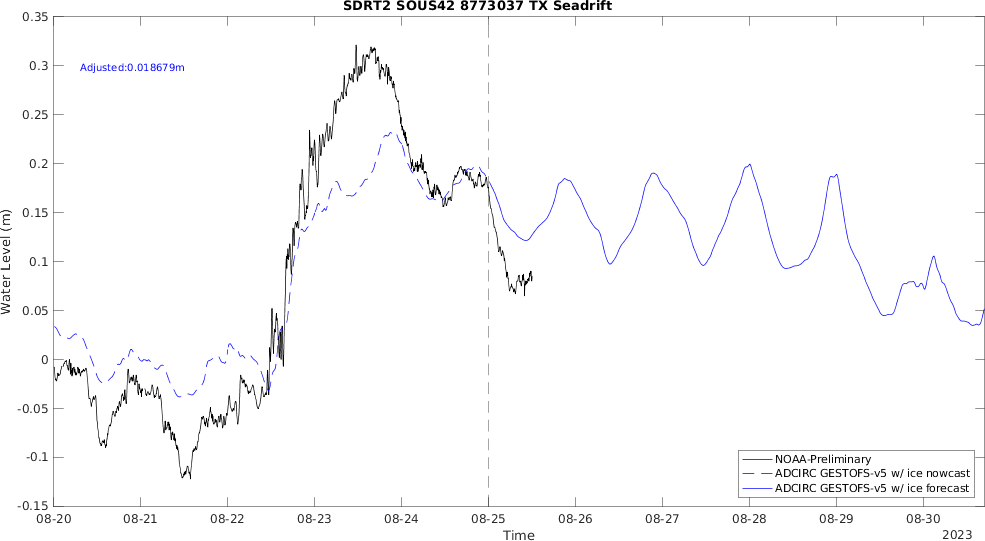 SDRT2 SOUS42 8773037 TX Seadrift
Adjusted:0.018679m
0.35
0.3
0.25
0.2
0.15
0.1
0.05
0
-0.05
-0.1
-0.15
Water Level (m)
NOAA-Preliminary
ADCIRC GESTOFS-v5 w/ ice nowcast
ADCIRC GESTOFS-v5 w/ ice forecast
08-20 08-21 08-22 08-23 08-24 08-25 08-26 08-27 08-28 08-29 08-30
Time
2023